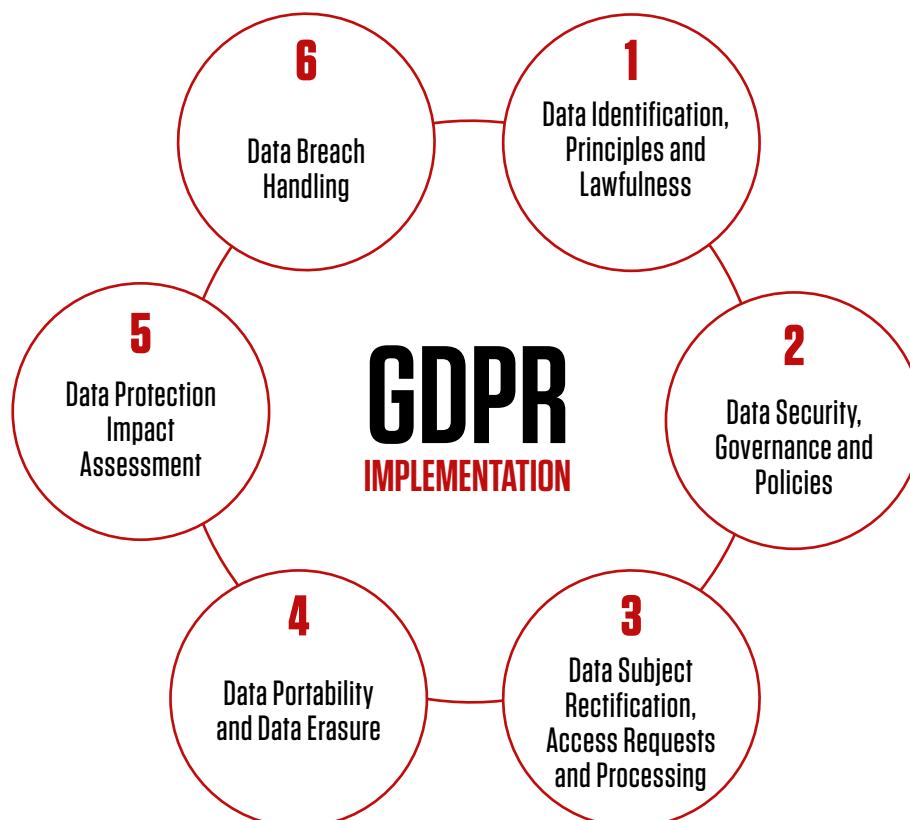 6
Data Breach
Handling
1
Data Identification,
Principles and
Lawfulness
5
Data Protection
Impact
Assessment
GDPR
IMPLEMENTATION
2
Data Security,
Governance and
Policies
4
Data Portability
and Data Erasure
3
Data Subject
Rectification,
Access Requests
and Processing